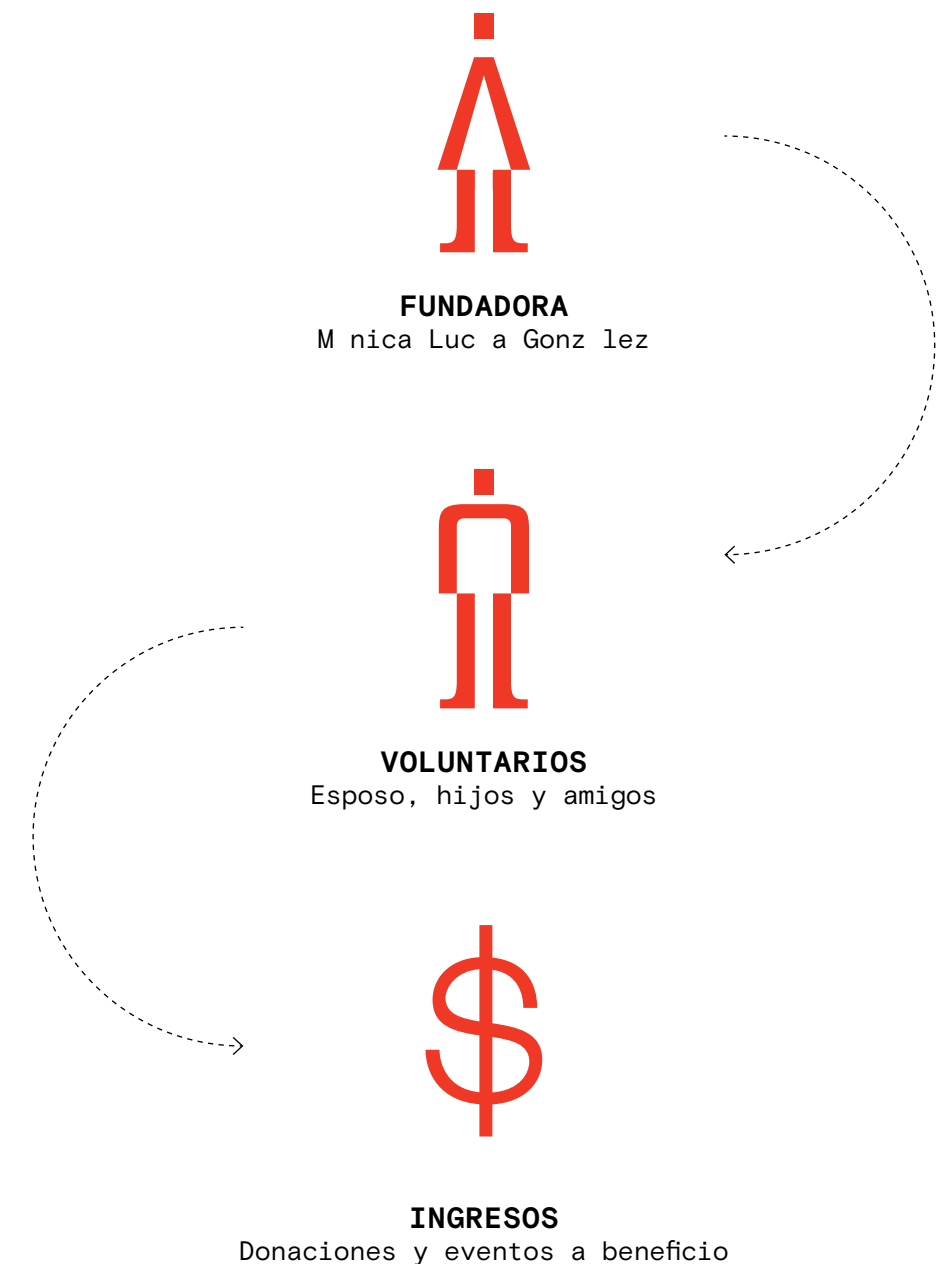 FUNDADORA
M nica Luc a Gonz lez
VOLUNTARIOS
Esposo, hijos y amigos
INGRESOS
Donaciones y eventos a beneficio